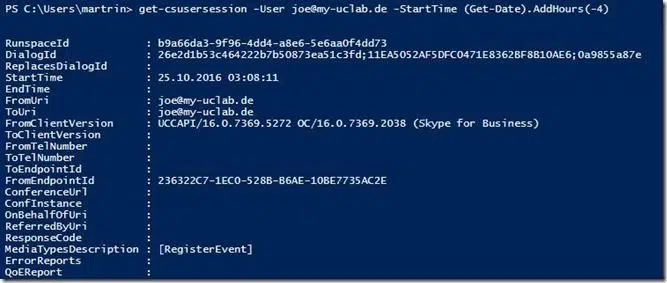 PS C:\Users\martrin> get-csusersession -User joe@my-uclab.de -StartTime (Get-Date).AddHours(-4)
RunspaceId : b9a66da3-9f96-4dd4-a8e6-5e6aa0f4dd73
DialogId : 26e2d1b53c464222b7b50873ea51c3fd;11EA5052AF5DFC0471E8362BF8B10AE6;0a9855a87e
ReplacesDialogId :
StartTime : 25.10.2016 03:08:11
EndTime :
FromUri : joe@my-uclab.de
ToUri : joe@my-uclab.de
FromClientVersion : UCCAPI/16.0.7369.5272 OC/16.0.7369.2038 (Skype for Business)
ToClientVersion :
FromTelNumber :
ToTelNumber :
ToEndpointId :
FromEndpointId : 236322C7-1EC0-528B-B6AE-10BE7735AC2E
ConferenceUrl :
ConfInstance :
OnBehalfOfUri :
ReferredByUri :
ResponseCode :
MediaTypesDescription : [RegisterEvent]
ErrorReports :
QoEReport :